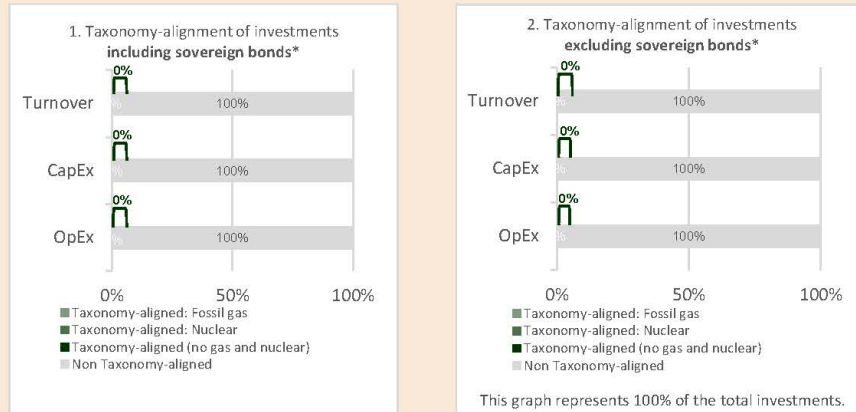 1. Taxonomy-alignment of investments
including sovereign bonds*
0%
Turnover
%
100%
0%
CapEx
%
100%
0%
OpEx
%
100%
0%
50%
100%
Taxonomy-aligned: Fossil gas
Taxonomy-aligned: Nuclear
Taxonomy-aligned (no gas and nuclear)
Non Taxonomy-aligned
2. Taxonomy-alignment of investments
excluding sovereign bonds*
0%
Turnover
%
100%
0%
CapEx
%
100%
0%
OpEx
%
100%
0%
50%
100%
Taxonomy-aligned: Fossil gas
Taxonomy-aligned: Nuclear
Taxonomy-aligned (no gas and nuclear)
Non Taxonomy-aligned
This graph represents 100% of the total investments.